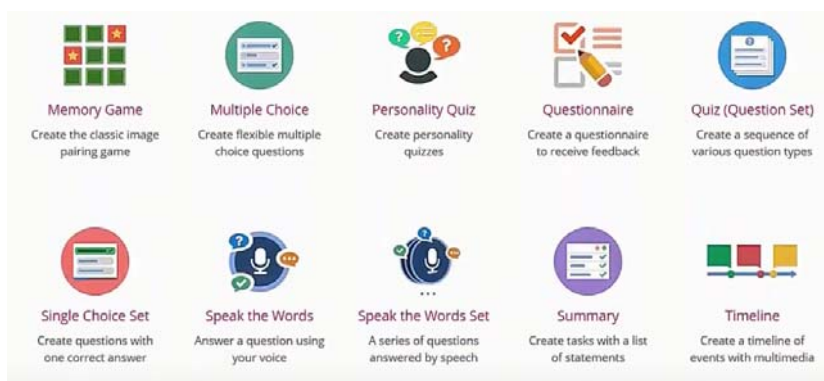 Memory Game
Create the classic image
pairing game
Multiple Choice
Create flexible multiple
choice questions
Personality Quiz
Create personality
quizzes
Questionnaire
Create a questionnaire
to receive feedback
Quiz (Question Set)
Create a sequence of
various question types
Single Choice Set
Create questions with
one correct answer
Speak the Words
Answer a question using
your voice
Speak the Words Set
A series of questions
answered by speech
Summary
Create tasks with a list
of statements
Timeline
Create a timeline of
events with multimedia